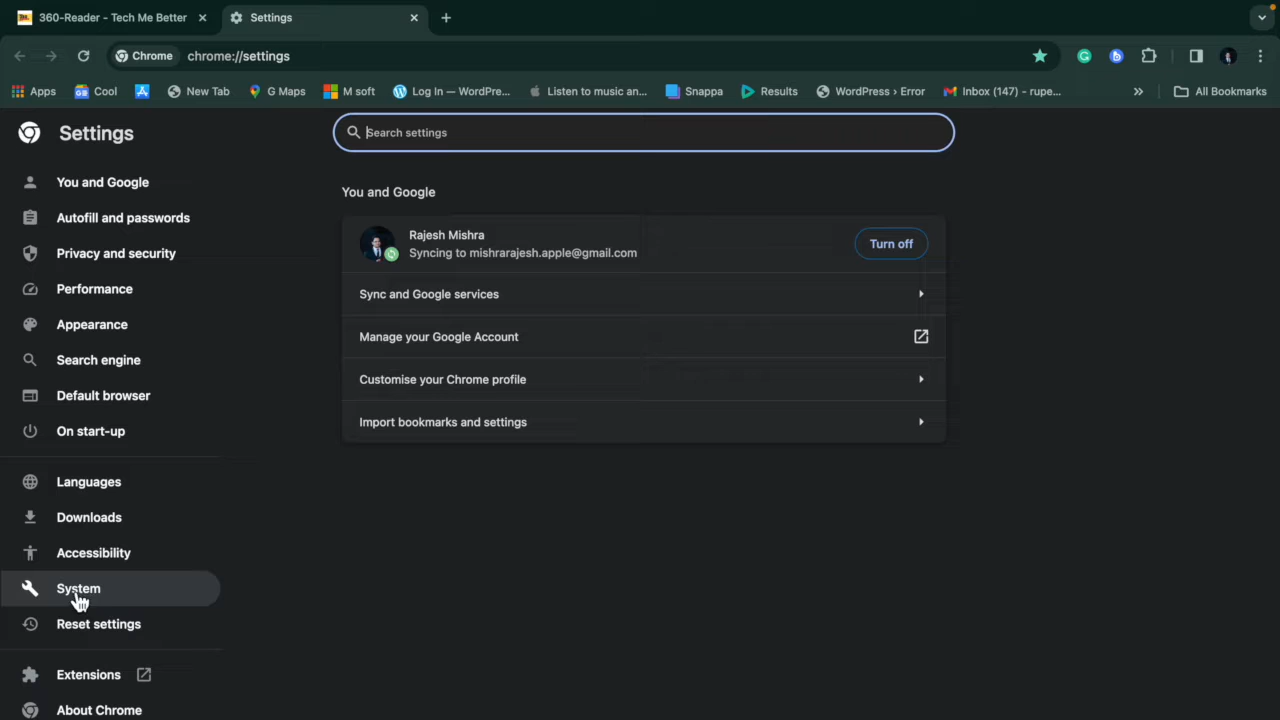 360-Reader - Tech Me Better
Settings
Chrome
chrome://settings
Apps
Cool
New Tab
G Maps
M soft
Log In — WordPre...
Listen to music an...
Snappa
Results
WordPress › Error
Inbox (147) - rupe...
»
All Bookmarks
Settings
Search settings
You and Google
Autofill and passwords
Privacy and security
Performance
Appearance
Search engine
Default browser
On start-up
Languages
Downloads
Accessibility
System
Reset settings
Extensions
About Chrome
You and Google
Rajesh Mishra
Syncing to mishrarajesh.apple@gmail.com
Turn off
Sync and Google services
Manage your Google Account
Customise your Chrome profile
Import bookmarks and settings